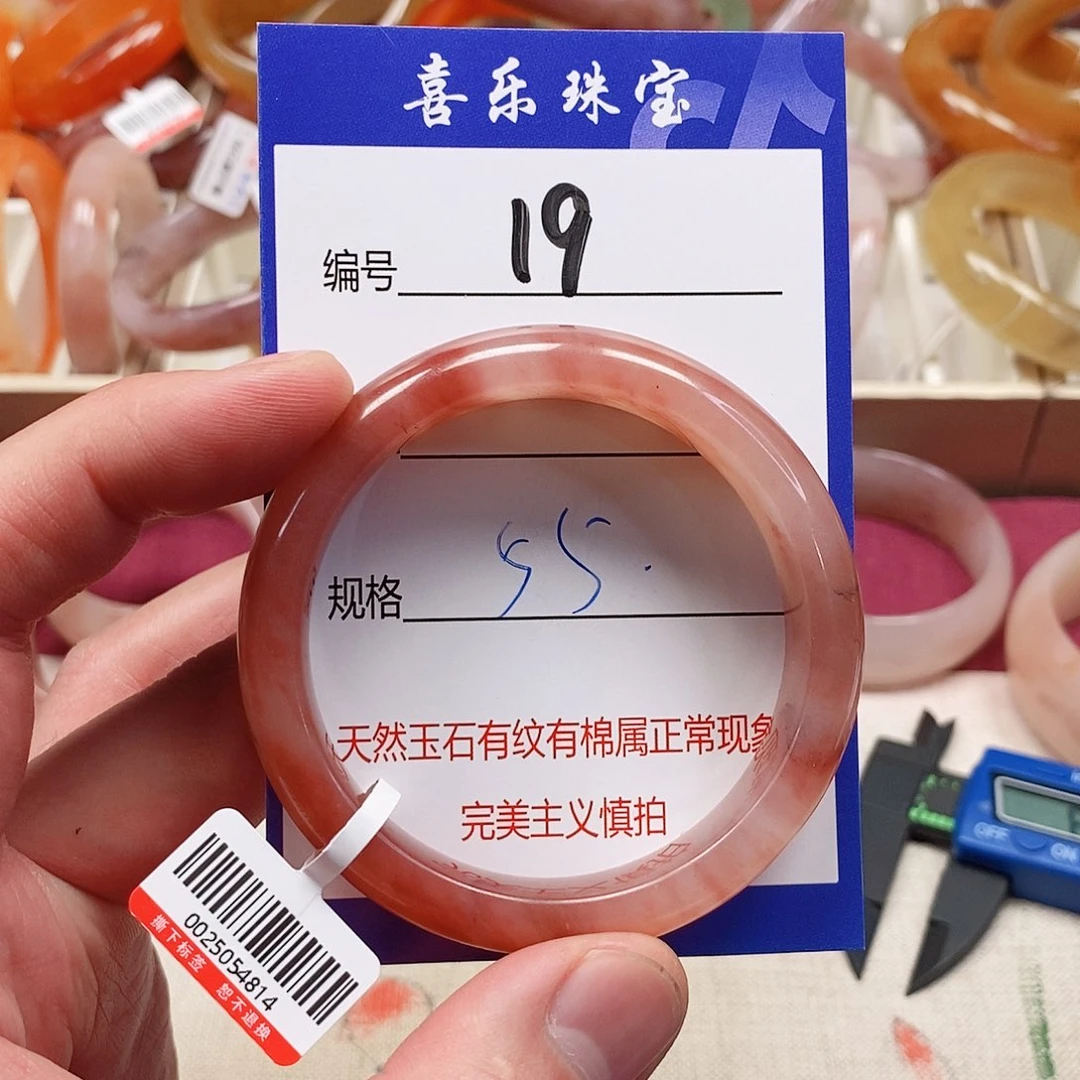 喜乐珠宝
编号 19
规格 55.
天然玉石有纹有棉属正常现象
完美主义慎拍
0025054814
撕下标签 恕不退换